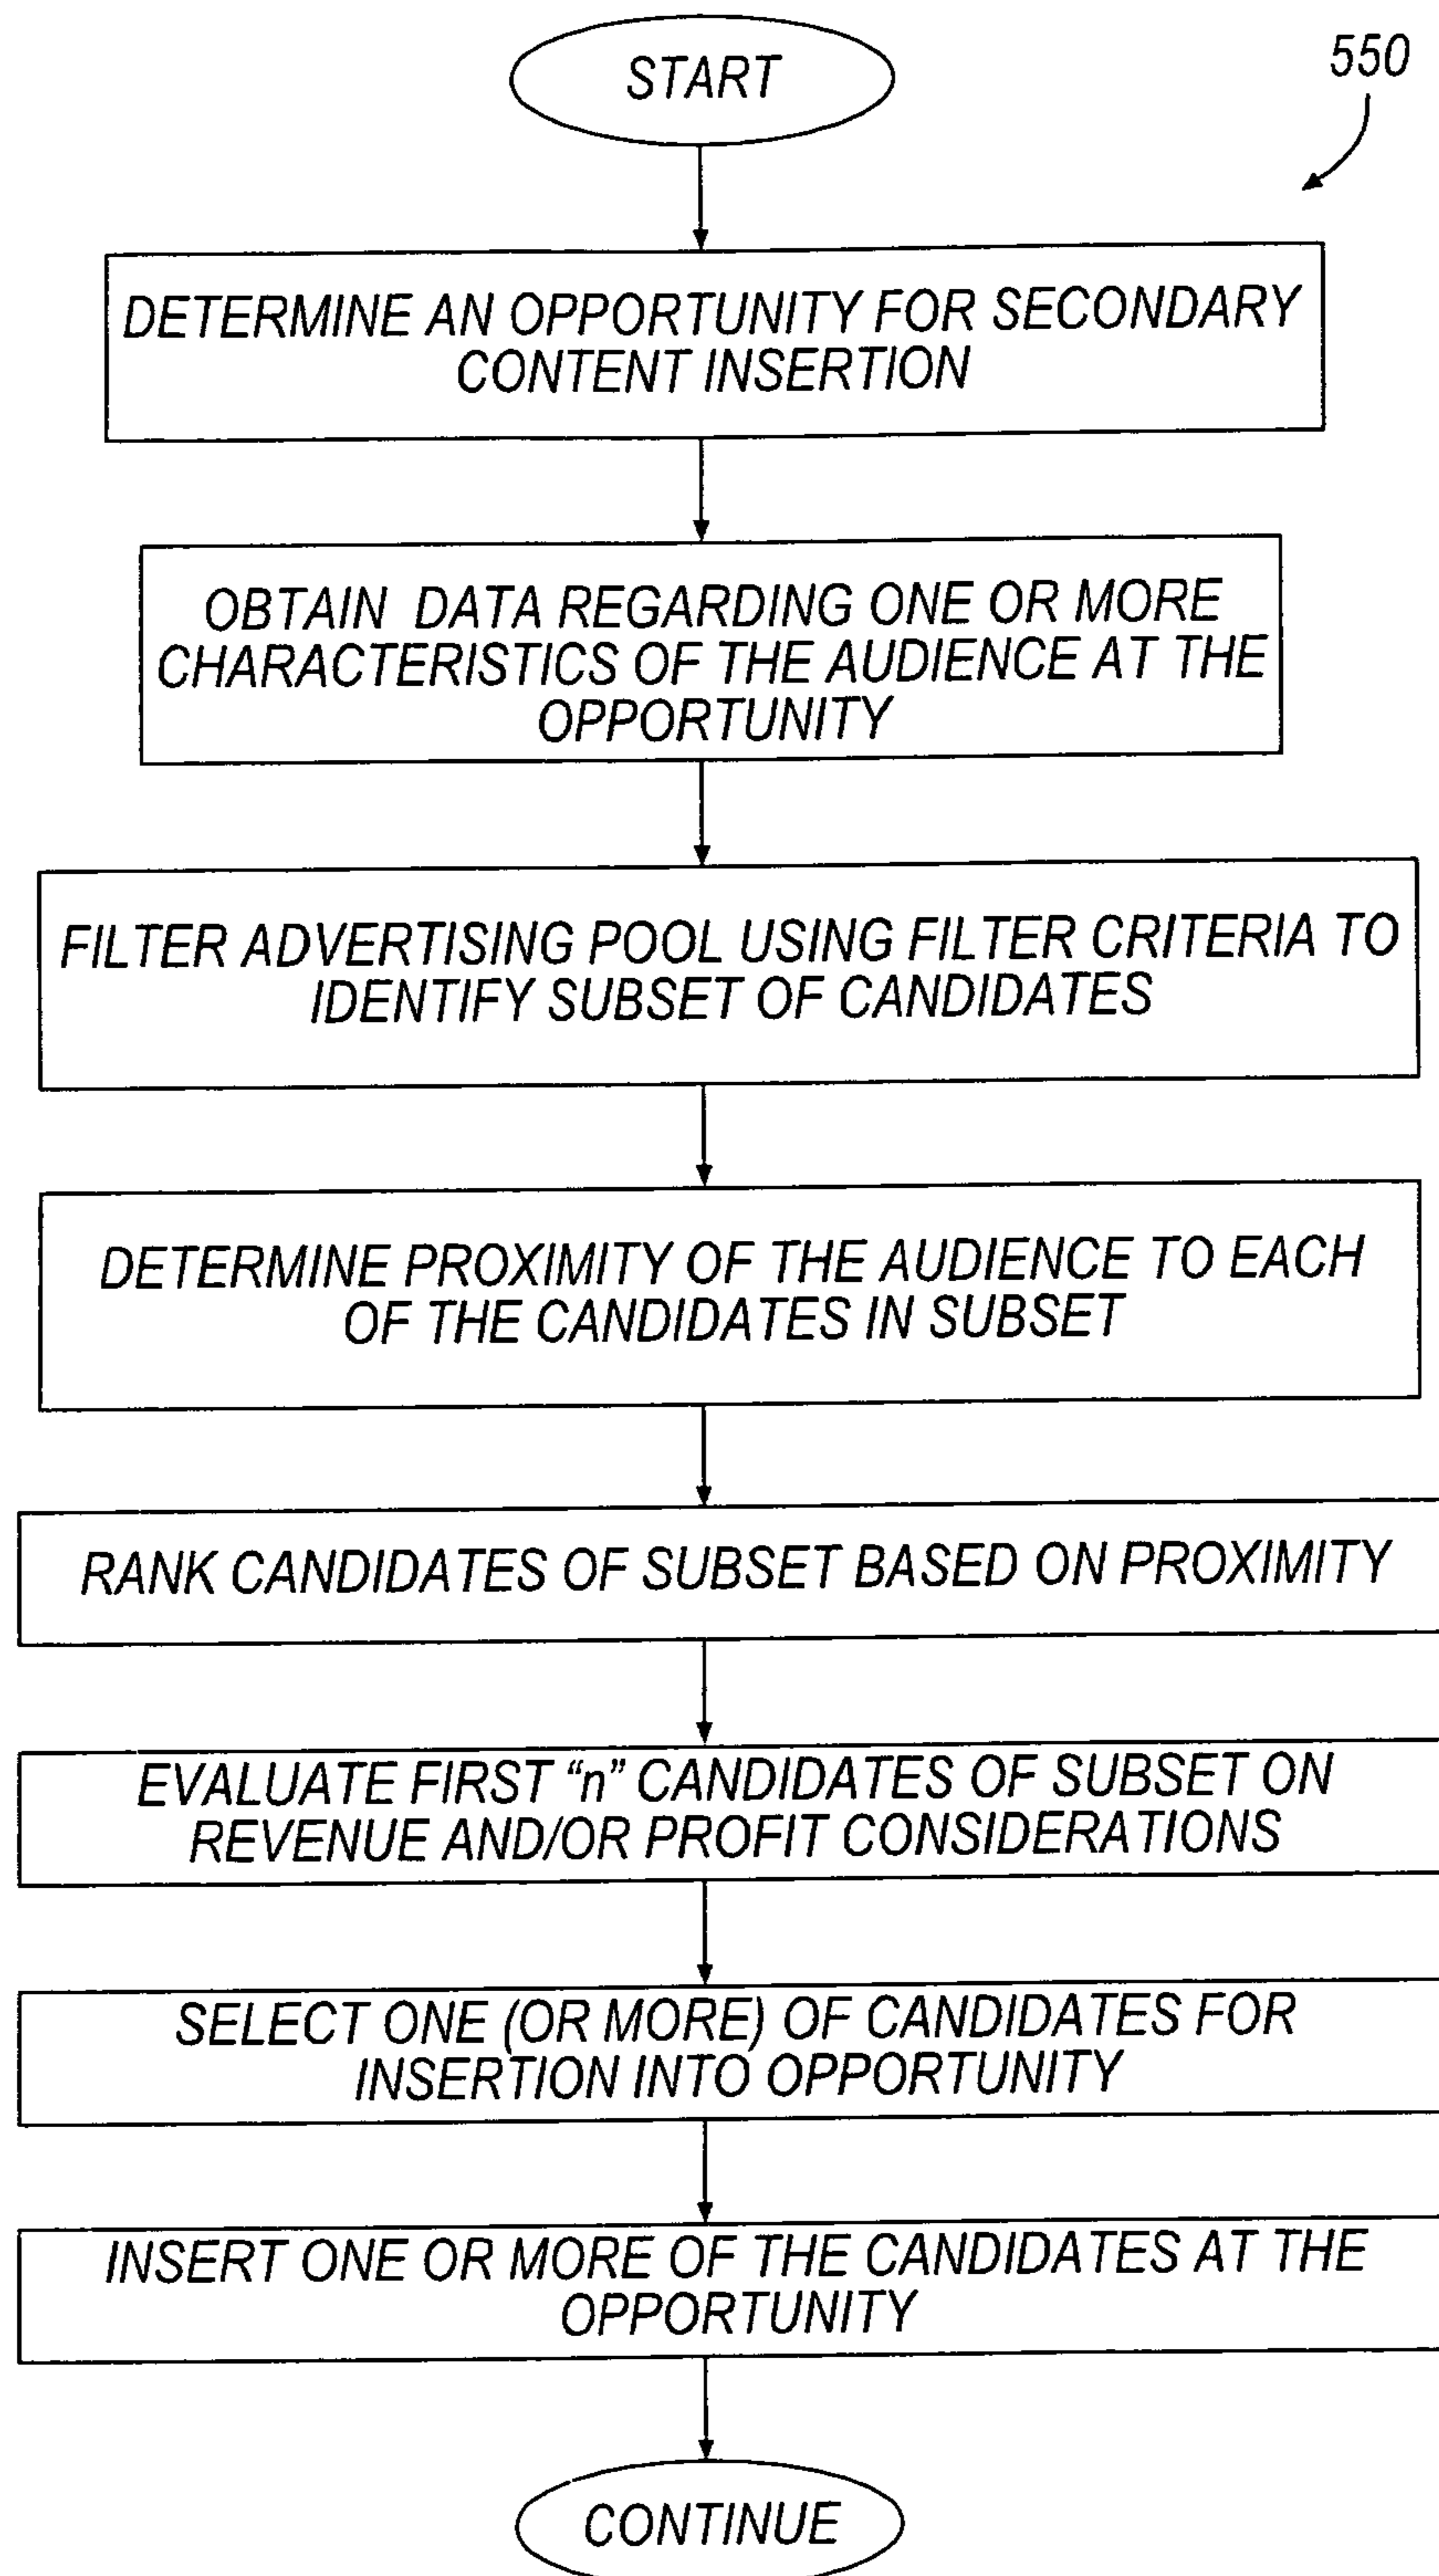 START
550
DETERMINE AN OPPORTUNITY FOR SECONDARY
CONTENT INSERTION
OBTAIN DATA REGARDING ONE OR MORE
CHARACTERISTICS OF THE AUDIENCE AT THE
OPPORTUNITY
FILTER ADVERTISING POOL USING FILTER CRITERIA TO
IDENTIFY SUBSET OF CANDIDATES
DETERMINE PROXIMITY OF THE AUDIENCE TO EACH
OF THE CANDIDATES IN SUBSET
RANK CANDIDATES OF SUBSET BASED ON PROXIMITY
EVALUATE FIRST “n” CANDIDATES OF SUBSET ON
REVENUE AND/OR PROFIT CONSIDERATIONS
SELECT ONE (OR MORE) OF CANDIDATES FOR
INSERTION INTO OPPORTUNITY
INSERT ONE OR MORE OF THE CANDIDATES AT THE
OPPORTUNITY
CONTINUE